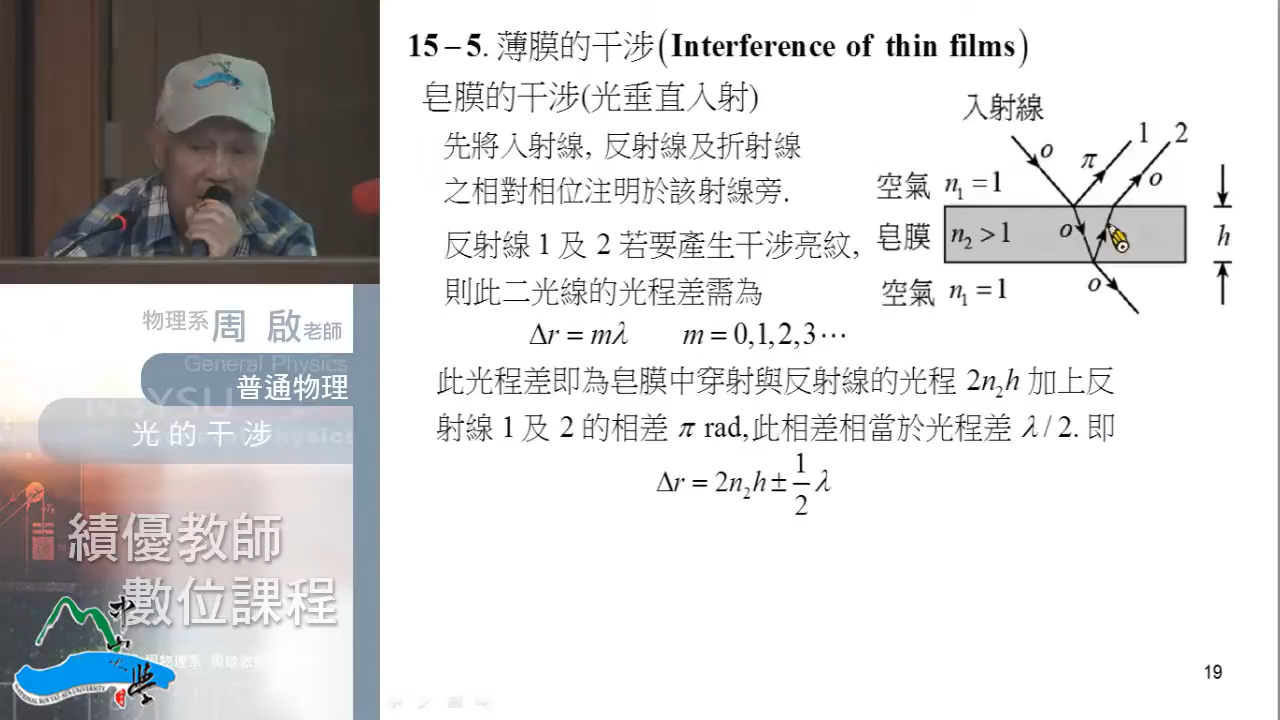 15－5. 薄膜的干涉(Interference of thin films)
皂膜的干涉(光垂直入射)
先將入射線, 反射線及折射線
之相對相位注明於該射線旁.
反射線 1 及 2 若要產生干涉亮紋,
則此二光線的光程差需為
Δr = mλ m = 0,1,2,3⋯
此光程差即為皂膜中穿射與反射線的光程 2n₂h 加上反
射線 1 及 2 的相差 π rad,此相差相當於光程差 λ / 2. 即
Δr = 2n₂h ± 1/2 λ
入射線
o π 1 2
o
空氣 n₁ = 1
皂膜 n₂ > 1 o
h
空氣 n₁ = 1 o
19
物理系 周 啟 老師
General Physics
普通物理
NSYSU
光的干涉
績優教師
數位課程
NATIONAL SUN YAT-SEN UNIVERSITY